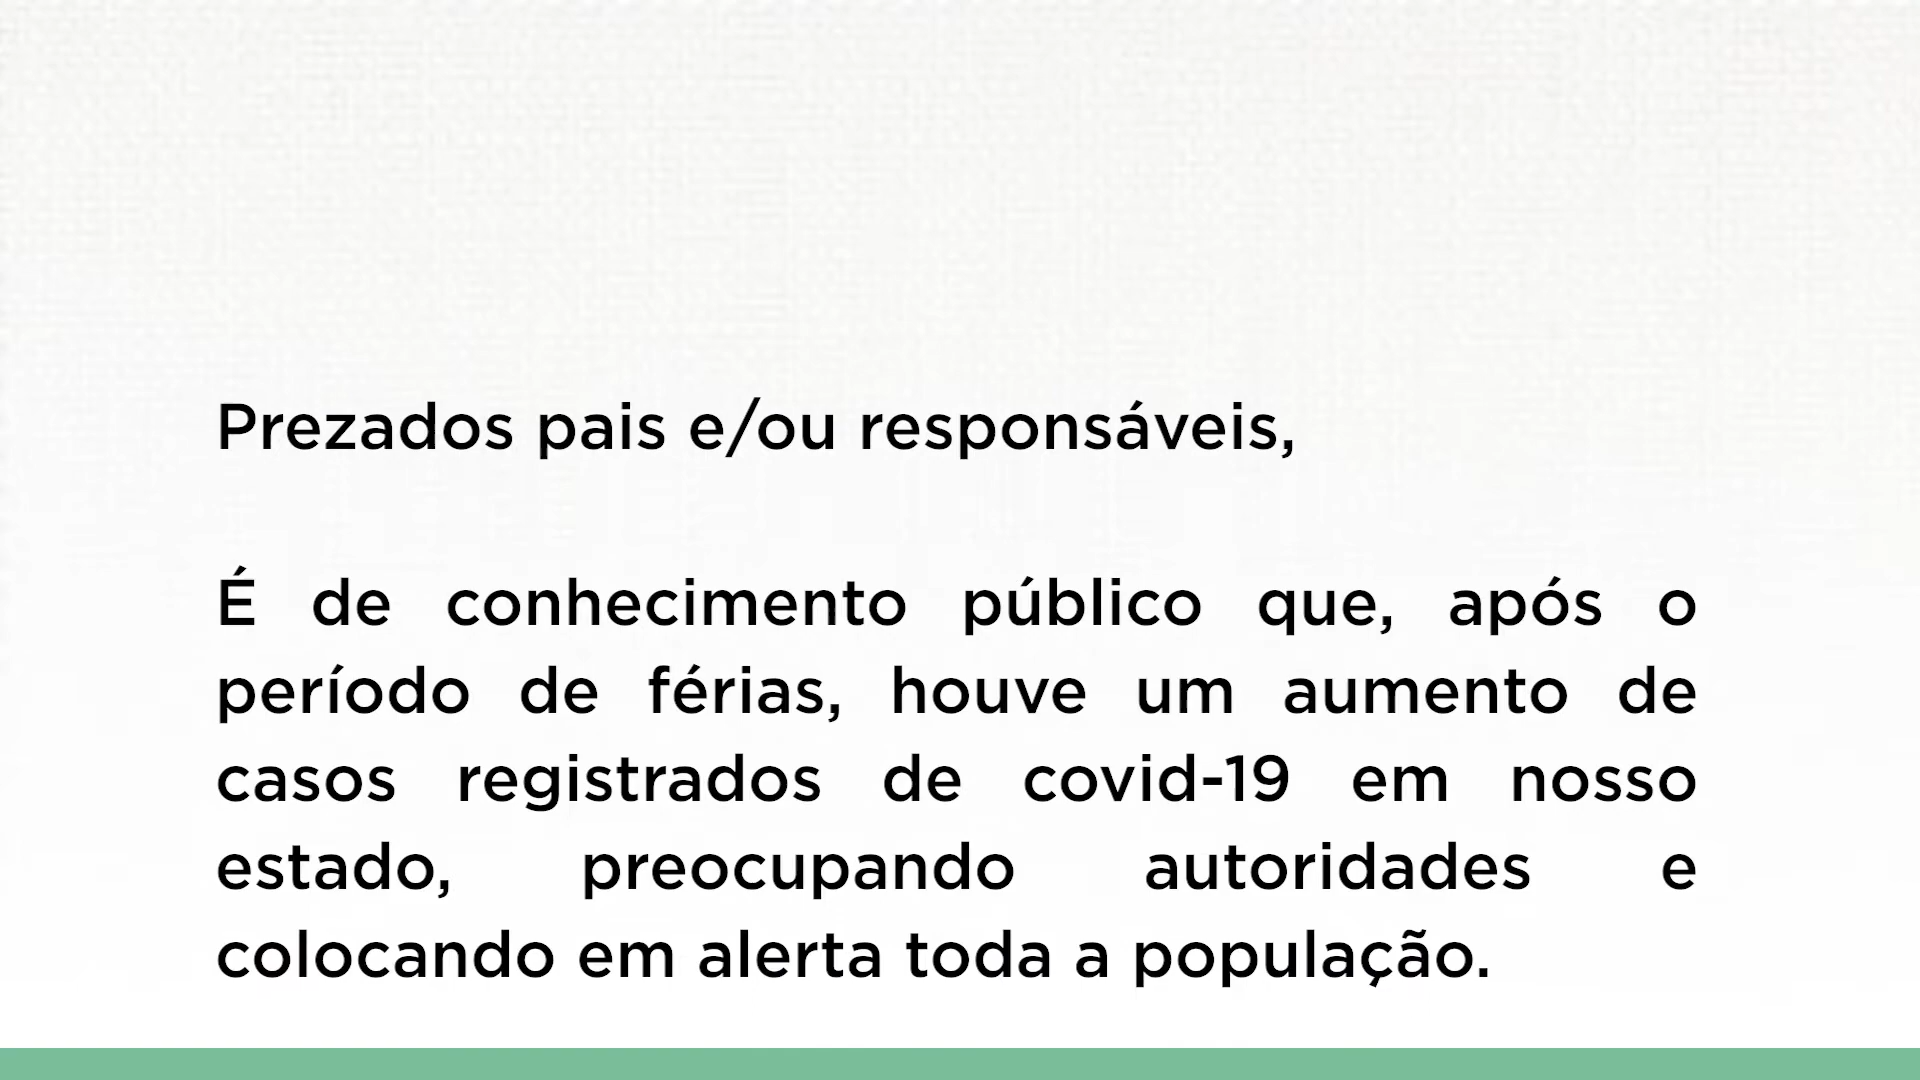 Prezados pais e/ou responsáveis,
É de conhecimento público que, após o
período de férias, houve um aumento de
casos registrados de covid-19 em nosso
estado, preocupando autoridades e
colocando em alerta toda a população.